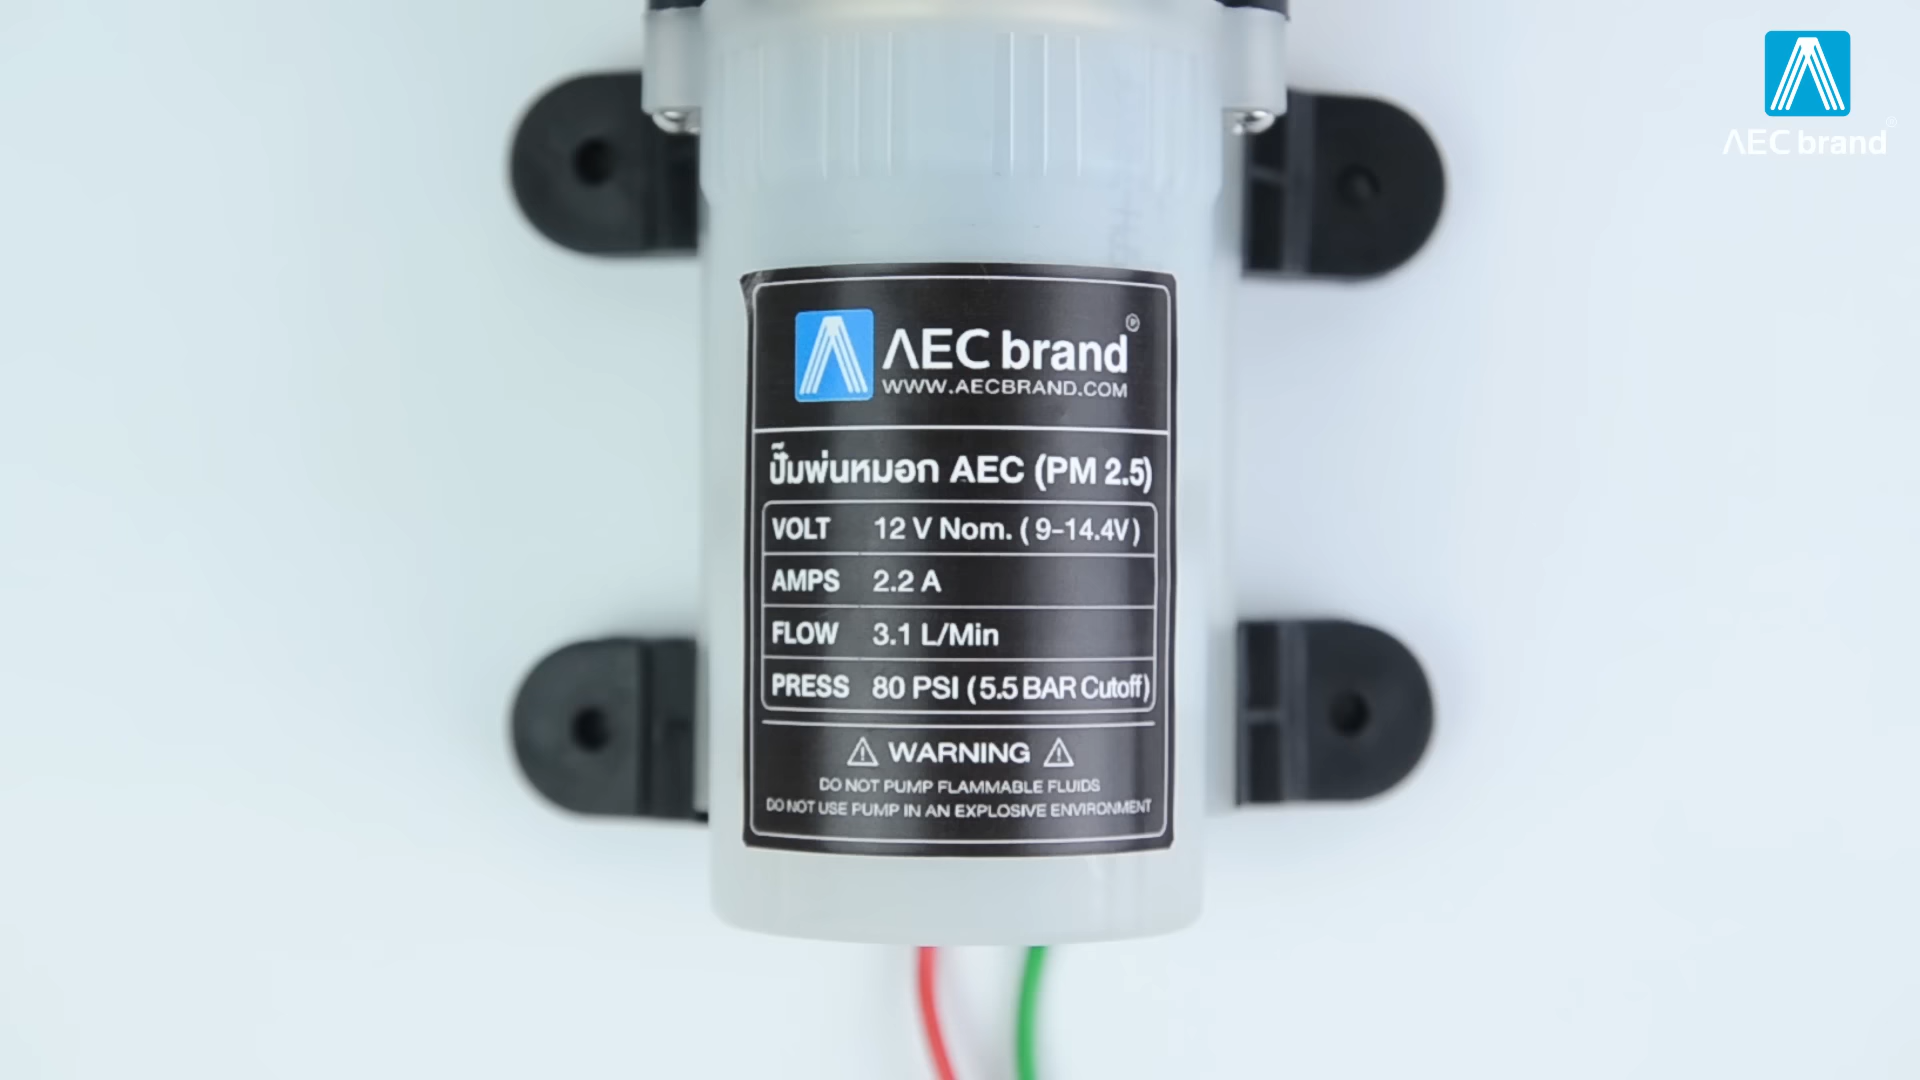 AEC brand®
AEC brand®
WWW.AECBRAND.COM
ปั๊มพ่นหมอก AEC (PM 2.5)
VOLT 12 V Nom. ( 9-14.4V )
AMPS 2.2 A
FLOW 3.1 L/Min
PRESS 80 PSI ( 5.5 BAR Cutoff )
WARNING
DO NOT PUMP FLAMMABLE FLUIDS
DO NOT USE PUMP IN AN EXPLOSIVE ENVIRONMENT